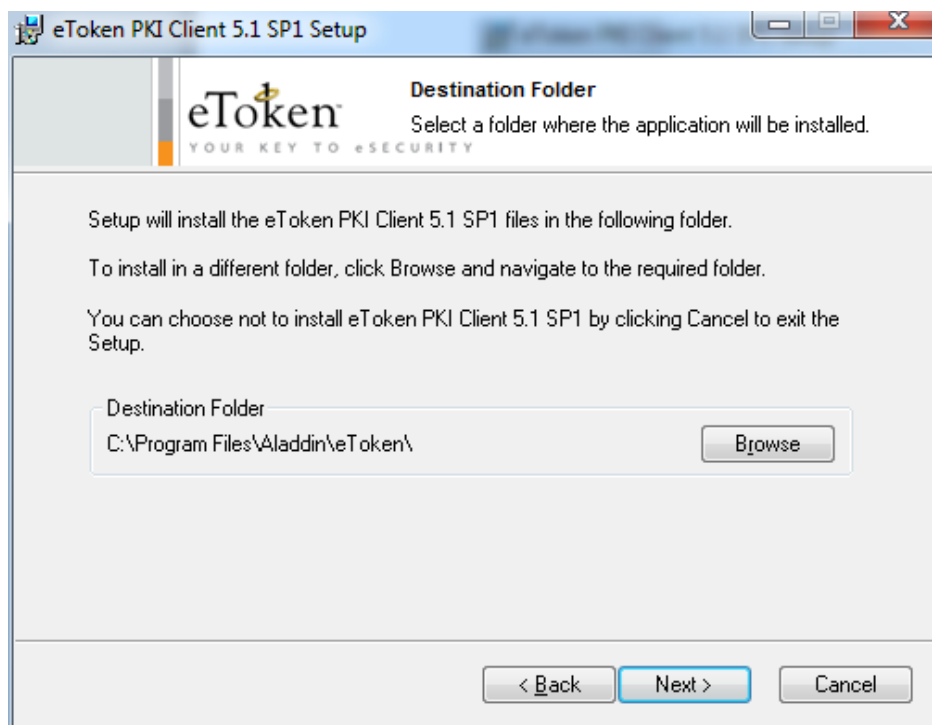 eToken PKI Client 5.1 SP1 Setup
eToken
YOUR KEY TO eSECURITY
Destination Folder
Select a folder where the application will be installed.
Setup will install the eToken PKI Client 5.1 SP1 files in the following folder.
To install in a different folder, click Browse and navigate to the required folder.
You can choose not to install eToken PKI Client 5.1 SP1 by clicking Cancel to exit the
Setup.
Destination Folder
C:\Program Files\Aladdin\eToken\
Browse
< Back
Next >
Cancel